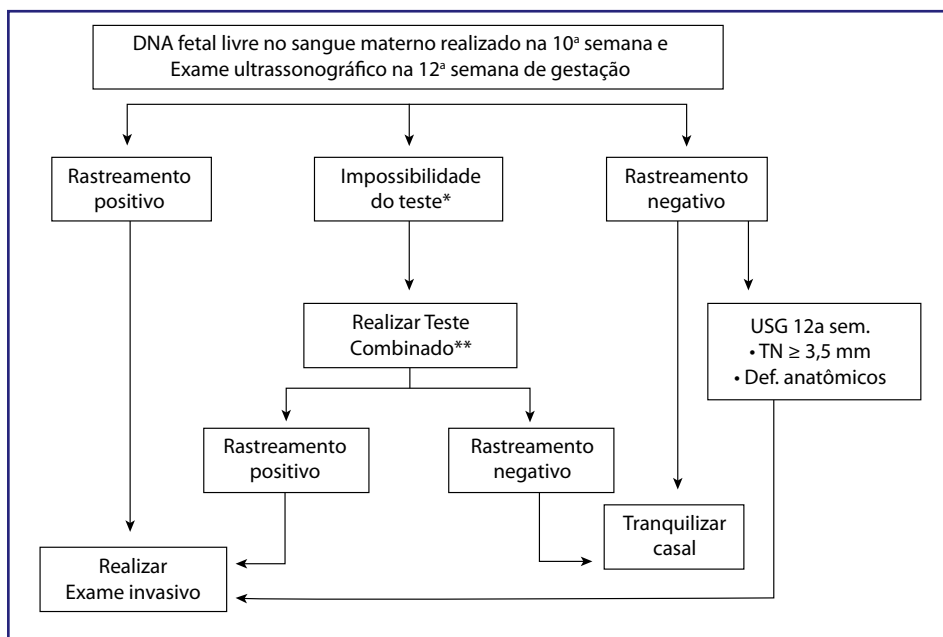 DNA fetal livre no sangue materno realizado na 10ª semana e
Exame ultrassonográfico na 12ª semana de gestação
Rastreamento
positivo
Impossibilidade
do teste*
Rastreamento
negativo
Realizar Teste
Combinado**
USG 12a sem.
• TN ≥ 3,5 mm
• Def. anatômicos
Rastreamento
positivo
Rastreamento
negativo
Tranquilizar
casal
Realizar
Exame invasivo